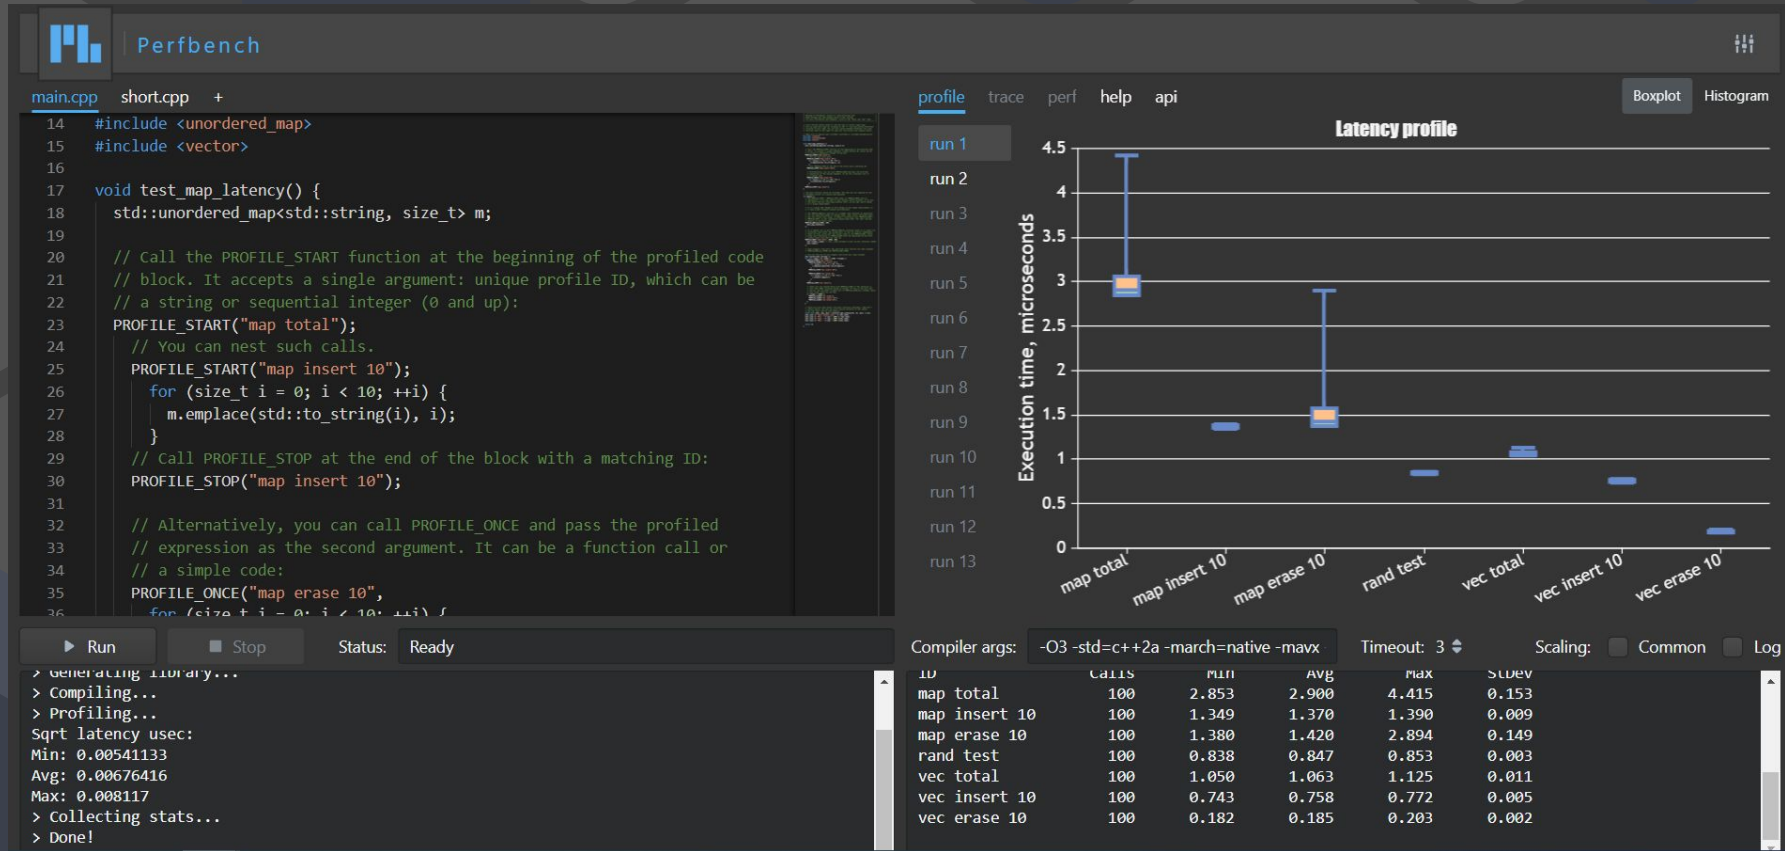 Perfbench
main.cpp short.cpp +
14 #include <unordered_map>
15 #include <vector>
16
17 void test_map_latency() {
18 std::unordered_map<std::string, size_t> m;
19
20 // Call the PROFILE_START function at the beginning of the profiled code
21 // block. It accepts a single argument: unique profile ID, which can be
22 // a string or sequential integer (0 and up):
23 PROFILE_START("map total");
24 // You can nest such calls.
25 PROFILE_START("map insert 10");
26 for (size_t i = 0; i < 10; ++i) {
27 m.emplace(std::to_string(i), i);
28 }
29 // Call PROFILE_STOP at the end of the block with a matching ID:
30 PROFILE_STOP("map insert 10");
31
32 // Alternatively, you can call PROFILE_ONCE and pass the profiled
33 // expression as the second argument. It can be a function call or
34 // a simple code:
35 PROFILE_ONCE("map erase 10",
36 for (size_t i = 0; i < 10; ++i) {
profile trace perf help api
Boxplot Histogram
run 1
run 2
run 3
run 4
run 5
run 6
run 7
run 8
run 9
run 10
run 11
run 12
run 13
Latency profile
Execution time, microseconds
4.5
4
3.5
3
2.5
2
1.5
1
0.5
0
map total map insert 10 map erase 10 rand test vec total vec insert 10 vec erase 10
Run Stop Status: Ready
Compiler args: -O3 -std=c++2a -march=native -mavx Timeout: 3 Scaling: Common Log
> Generating library...
> Compiling...
> Profiling...
Sqrt latency usec:
Min: 0.00541133
Avg: 0.00676416
Max: 0.008117
> Collecting stats...
> Done!
ID Calls Min Avg Max StDev
map total 100 2.853 2.900 4.415 0.153
map insert 10 100 1.349 1.370 1.390 0.009
map erase 10 100 1.380 1.420 2.894 0.149
rand test 100 0.838 0.847 0.853 0.003
vec total 100 1.050 1.063 1.125 0.011
vec insert 10 100 0.743 0.758 0.772 0.005
vec erase 10 100 0.182 0.185 0.203 0.002